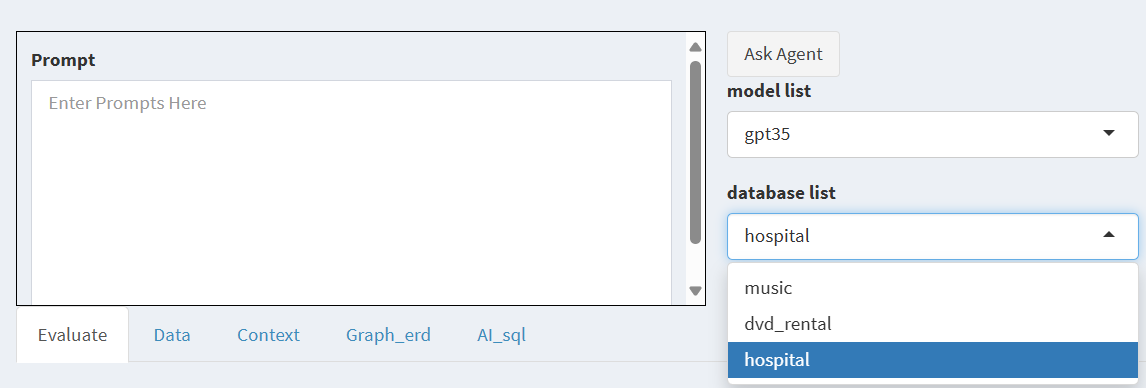 Prompt
Enter Prompts Here
Ask Agent
model list
gpt35
database list
hospital
music
dvd_rental
hospital
Evaluate Data Context Graph_erd AI_sql